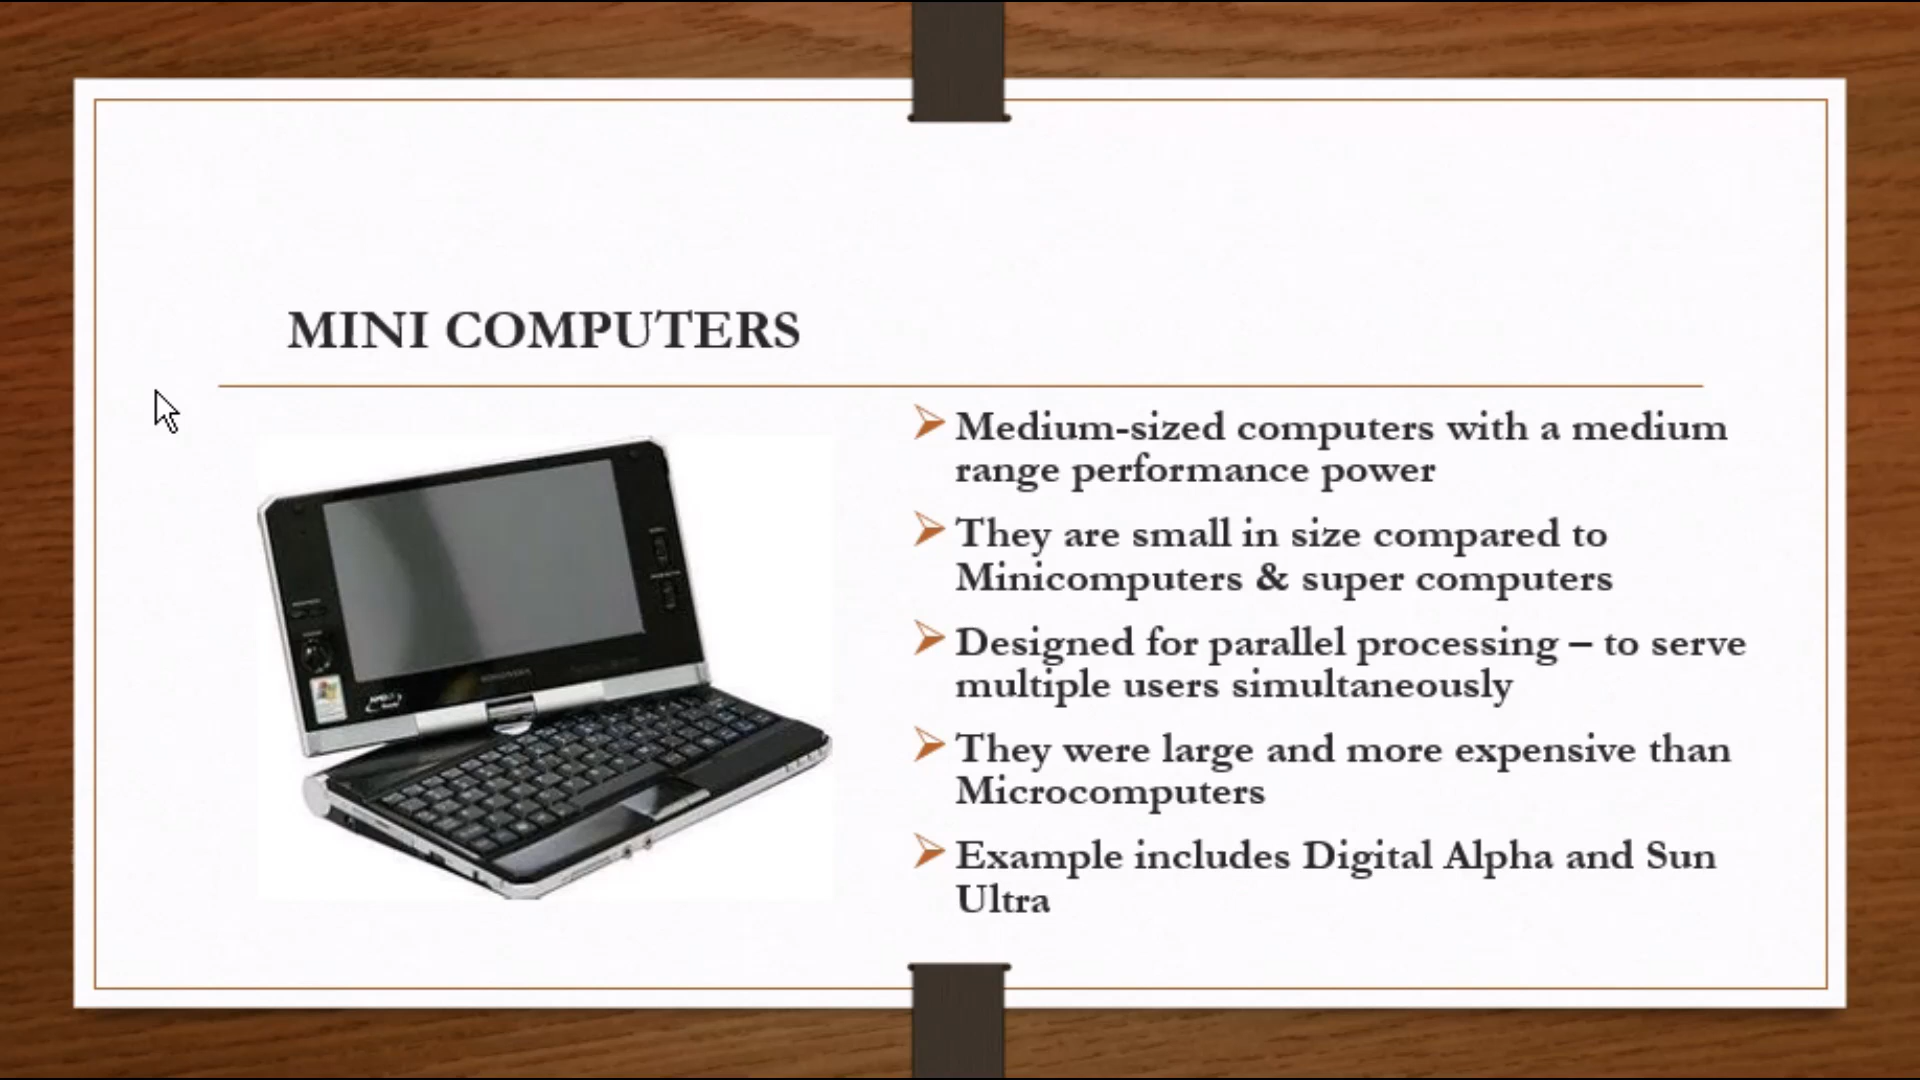 MINI COMPUTERS
Medium-sized computers with a medium
range performance power
They are small in size compared to
Minicomputers & super computers
Designed for parallel processing – to serve
multiple users simultaneously
They were large and more expensive than
Microcomputers
Example includes Digital Alpha and Sun
Ultra